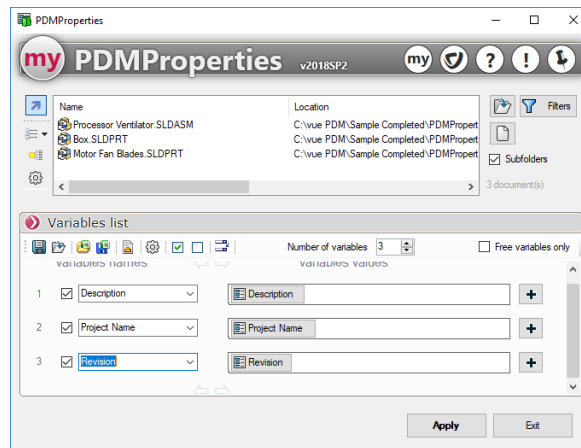 PDMProperties
my PDMProperties v2018SP2 my ? !
Name Location
Processor Ventilator.SLDASM C:\vue PDM\Sample Completed\PDMPropert
Box.SLDPRT C:\vue PDM\Sample Completed\PDMPropert
Motor Fan Blades.SLDPRT C:\vue PDM\Sample Completed\PDMPropert
Filters
Subfolders
3 document(s)
Variables list
Number of variables 3 Free variables only
Variables names Variables values
1 Description Description +
2 Project Name Project Name +
3 Revision Revision +
Apply Exit